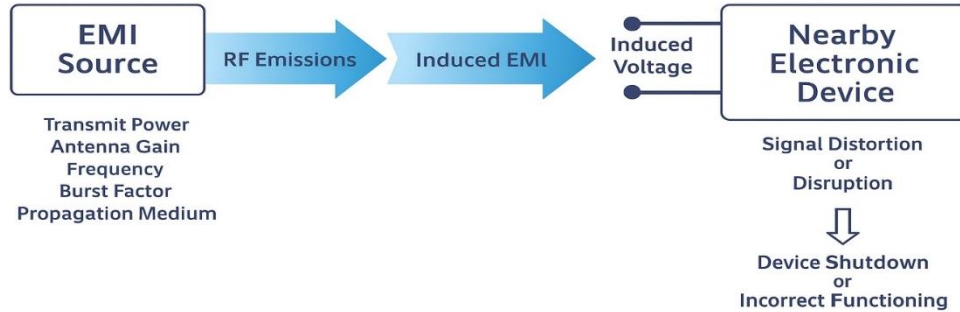 EMI
Source
RF Emissions
Induced EMI
Induced
Voltage
Nearby
Electronic
Device
Transmit Power
Antenna Gain
Frequency
Burst Factor
Propagation Medium
Signal Distortion
or
Disruption
Device Shutdown
or
Incorrect Functioning